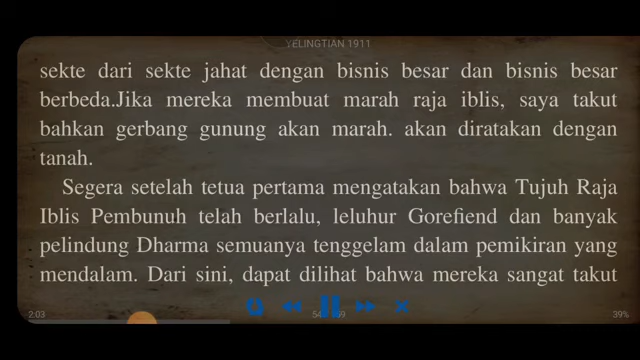 YELINGTIAN 1911
sekte dari sekte jahat dengan bisnis besar dan bisnis besar
berbeda.Jika mereka membuat marah raja iblis, saya takut
bahkan gerbang gunung akan marah. akan diratakan dengan
tanah.
Segera setelah tetua pertama mengatakan bahwa Tujuh Raja
Iblis Pembunuh telah berlalu, leluhur Gorefiend dan banyak
pelindung Dharma semuanya tenggelam dalam pemikiran yang
mendalam. Dari sini, dapat dilihat bahwa mereka sangat takut
2:03
39%